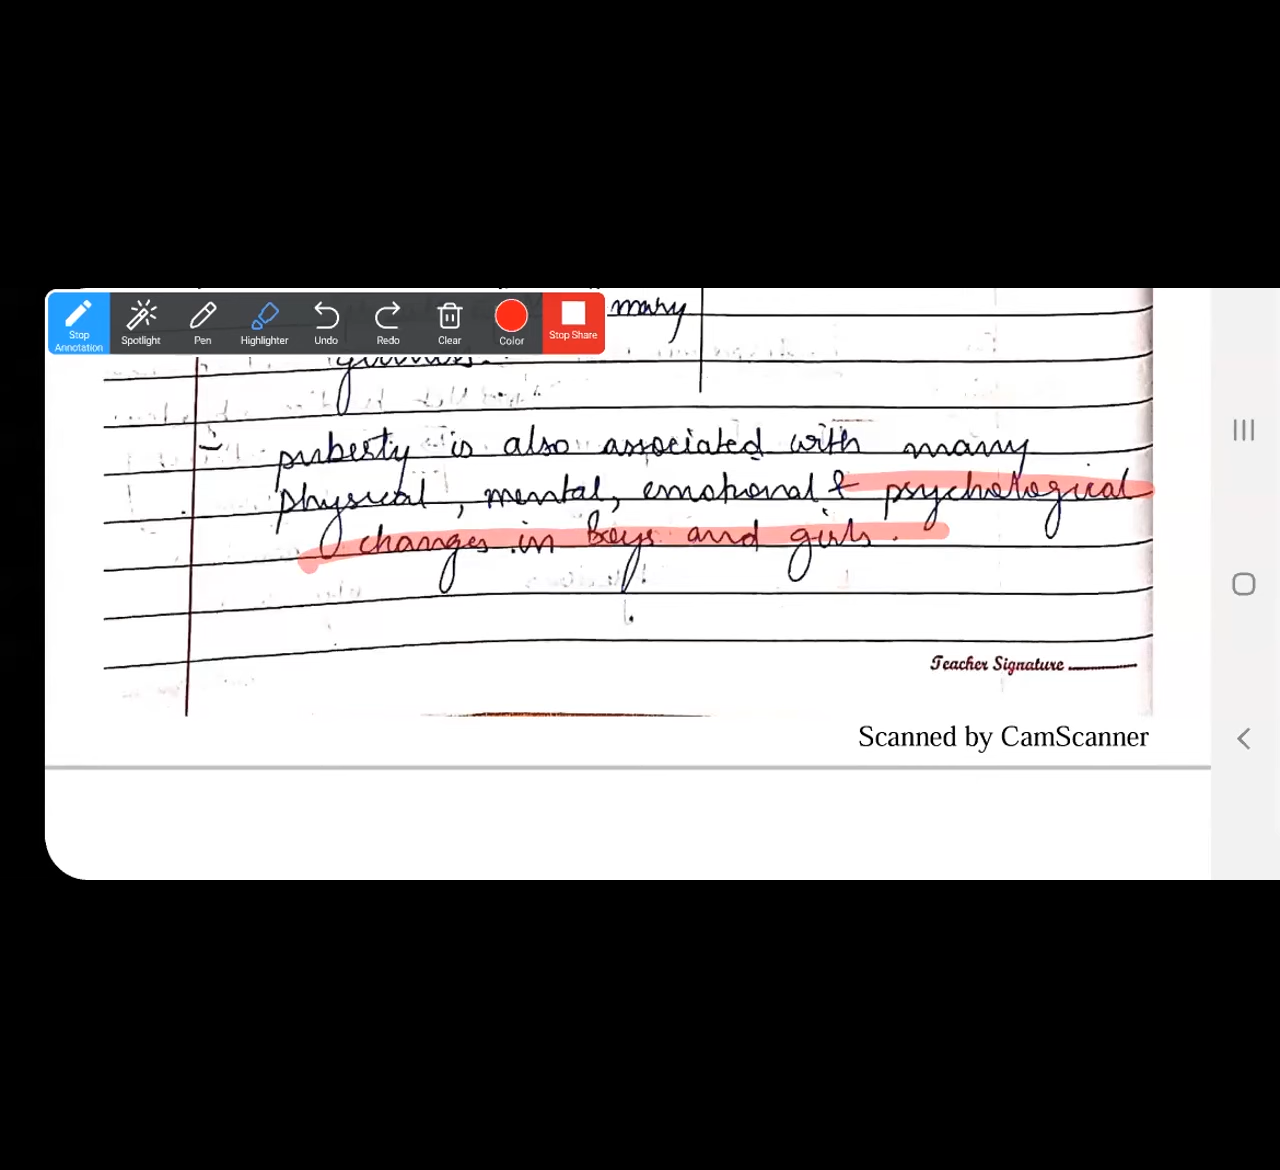 mary
Stop Annotation
Spotlight
Pen
Highlighter
Undo
Redo
Clear
Color
Stop Share
puberty is also associated with many
physical, mental, emotional & psychological
changes in Boys and girls.
Teacher Signature
Scanned by CamScanner